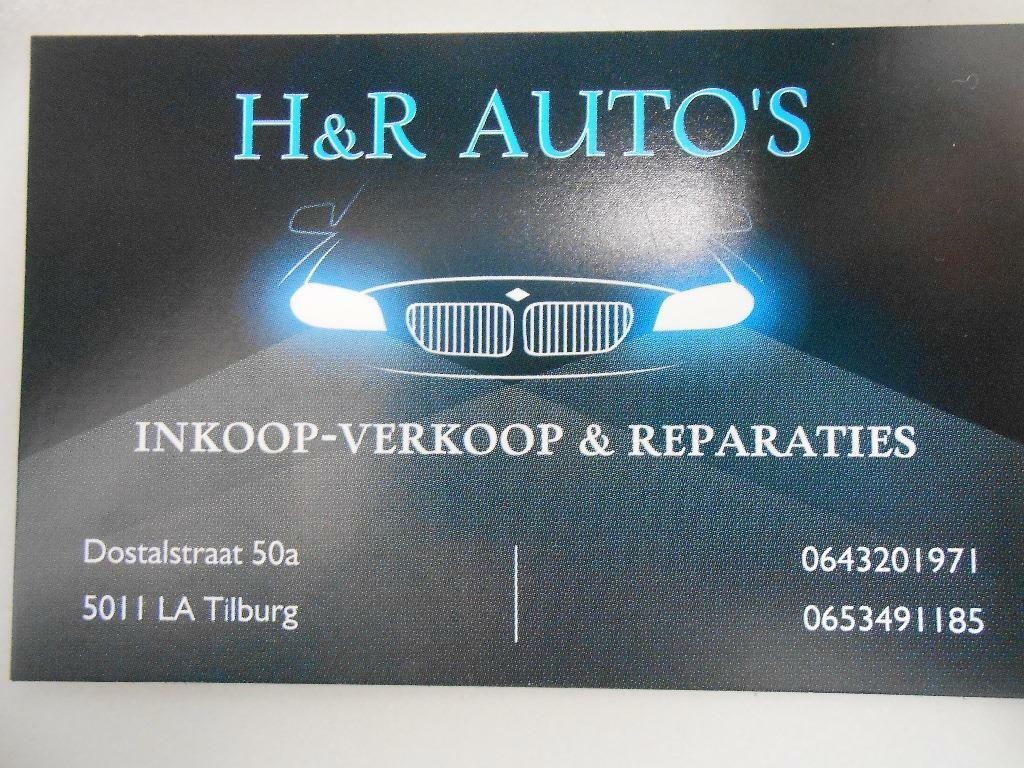 H&R AUTO'S
INKOOP-VERKOOP & REPARATIES
Dostalstraat 50a
5011 LA Tilburg
0643201971
0653491185